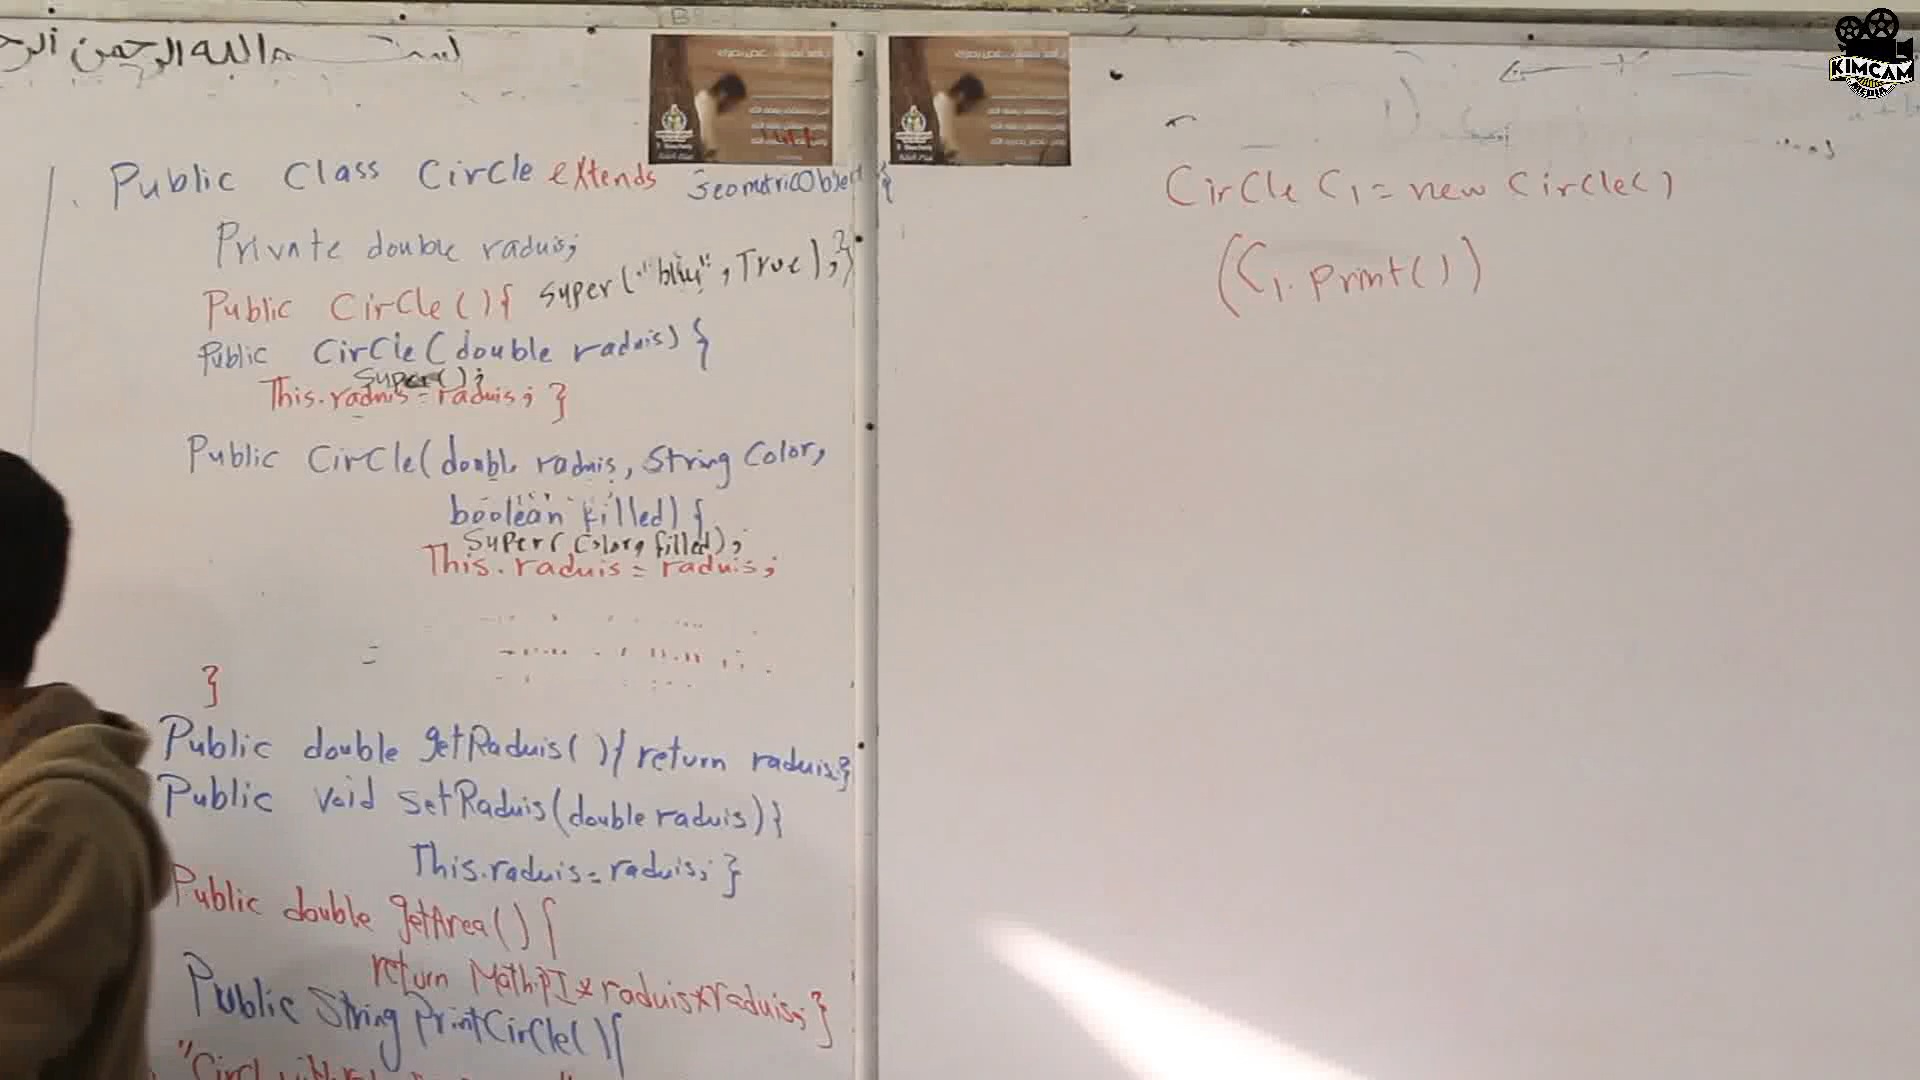 بسم الله الرحمن الرحيم
Public Class Circle extends GeometricObject {
Private double raduis;
Public Circle(){ super("blue", True);}
Public Circle(double raduis) {
Super();
This.raduis = raduis; }
Public Circle(double raduis, String Color,
boolean filled) {
Super(Color, filled);
This.raduis = raduis;
}
Public double getRaduis(){ return raduis}
Public void setRaduis(double raduis){
This.raduis = raduis; }
Public double getArea(){
return Math.PI*raduis*raduis; }
Public String PrintCircle(){
Circle C1 = new Circle()
(C1.print())
KIMCAM
MEDIA